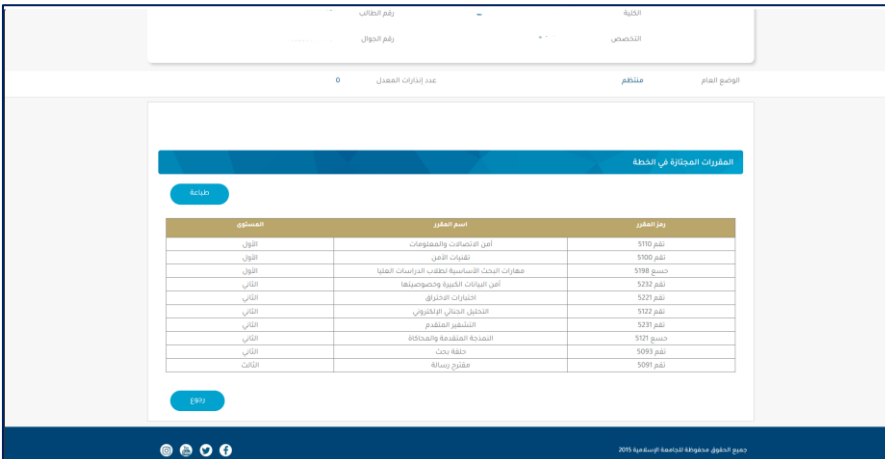 الكلية رقم الطالب
التخصص رقم الجوال
الوضع العام منتظم عدد إنذارات المعدل 0
المقررات المجتازة في الخطة
طباعة
رمز المقرر اسم المقرر المستوى
تقم 5110 أمن الاتصالات والمعلومات الأول
تقم 5100 تقنيات الأمن الأول
حسع 5198 مهارات البحث الأساسية لطلاب الدراسات العليا الأول
تقم 5232 أمن البيانات الكبيرة وخصوصيتها الثاني
تقم 5221 اختبارات الاختراق الثاني
تقم 5122 التحليل الجنائي الإلكتروني الثاني
تقم 5231 التشفير المتقدم الثاني
حسع 5121 النمذجة المتقدمة والمحاكاة الثاني
تقم 5093 حلقة بحث الثاني
تقم 5091 مقترح رسالة الثالث
رجوع
جميع الحقوق محفوظة للجامعة الإسلامية 2015